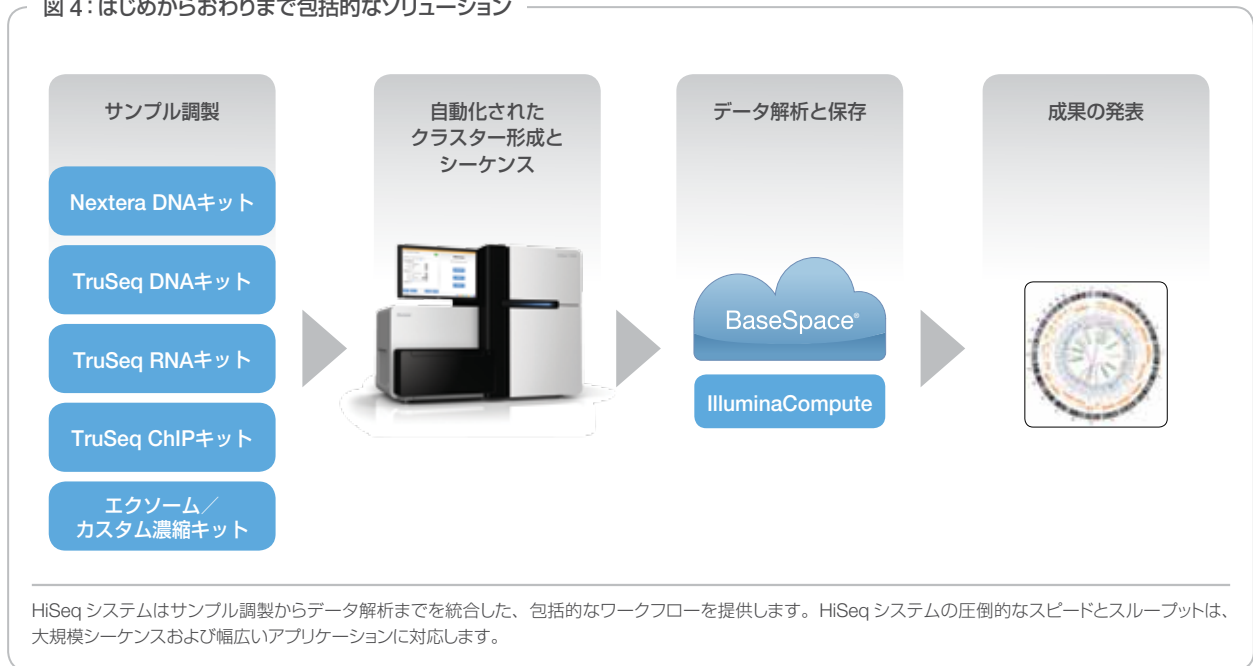 図 4：はじめからおわりまで包括的なソリューション
サンプル調製
Nextera DNAキット
TruSeq DNAキット
TruSeq RNAキット
TruSeq ChIPキット
エクソーム／
カスタム濃縮キット
自動化された
クラスター形成と
シーケンス
データ解析と保存
BaseSpace®
IlluminaCompute
成果の発表
HiSeq システムはサンプル調製からデータ解析までを統合した、包括的なワークフローを提供します。HiSeq システムの圧倒的なスピードとスループットは、
大規模シーケンスおよび幅広いアプリケーションに対応します。